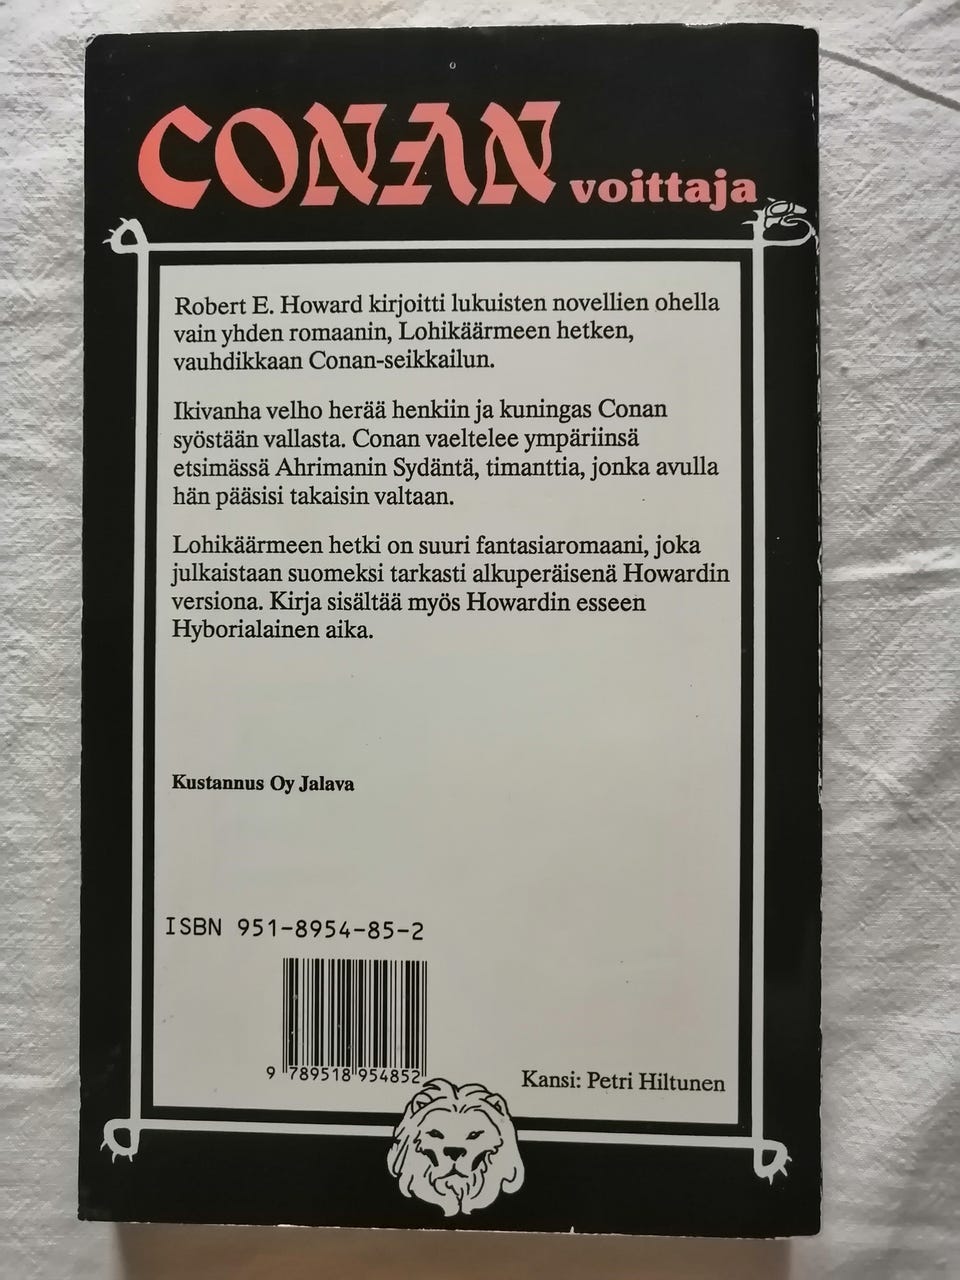 CONAN voittaja
Robert E. Howard kirjoitti lukuisten novellien ohella
vain yhden romaanin, Lohikäärmeen hetken,
vauhdikkaan Conan-seikkailun.
Ikivanha velho herää henkiin ja kuningas Conan
syöstään vallasta. Conan vaeltelee ympäriinsä
etsimässä Ahrimanin Sydäntä, timanttia, jonka avulla
hän pääsisi takaisin valtaan.
Lohikäärmeen hetki on suuri fantasiaromaani, joka
julkaistaan suomeksi tarkasti alkuperäisenä Howardin
versiona. Kirja sisältää myös Howardin esseen
Hyborialainen aika.
Kustannus Oy Jalava
ISBN 951-8954-85-2
9 789518 954852
Kansi: Petri Hiltunen